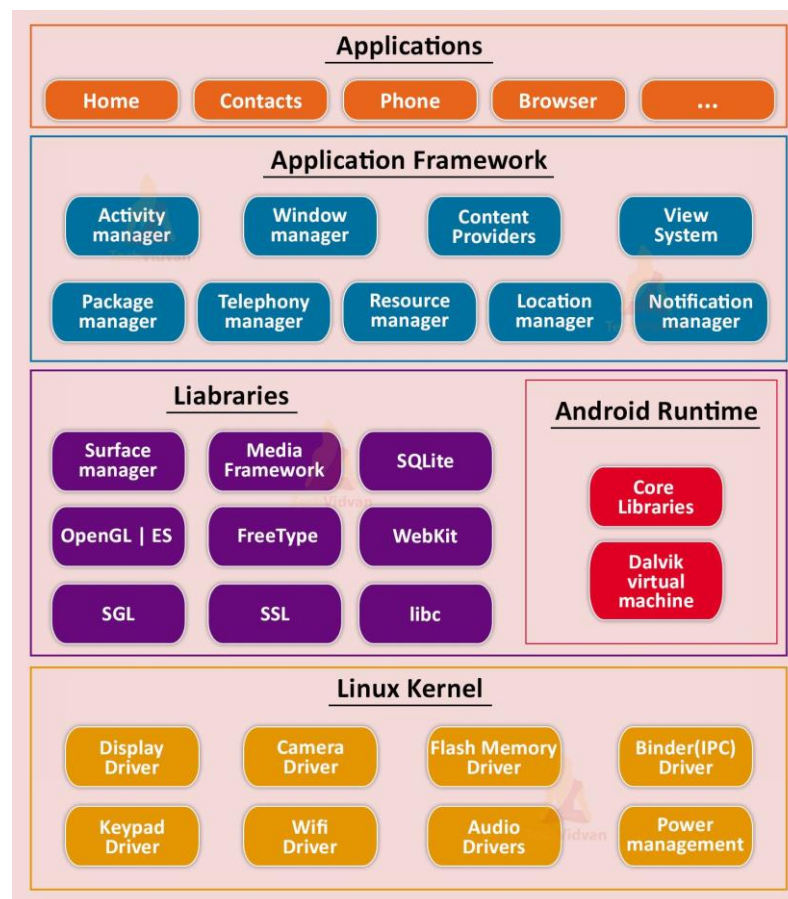 Applications
Home Contacts Phone Browser ...
Application Framework
Activity manager
Window manager
Content Providers
View System
Package manager
Telephony manager
Resource manager
Location manager
Notification manager
Liabraries
Surface manager
Media Framework
SQLite
OpenGL | ES
FreeType
WebKit
SGL
SSL
libc
Android Runtime
Core Libraries
Dalvik virtual machine
Linux Kernel
Display Driver
Camera Driver
Flash Memory Driver
Binder(IPC) Driver
Keypad Driver
Wifi Driver
Audio Drivers
Power management